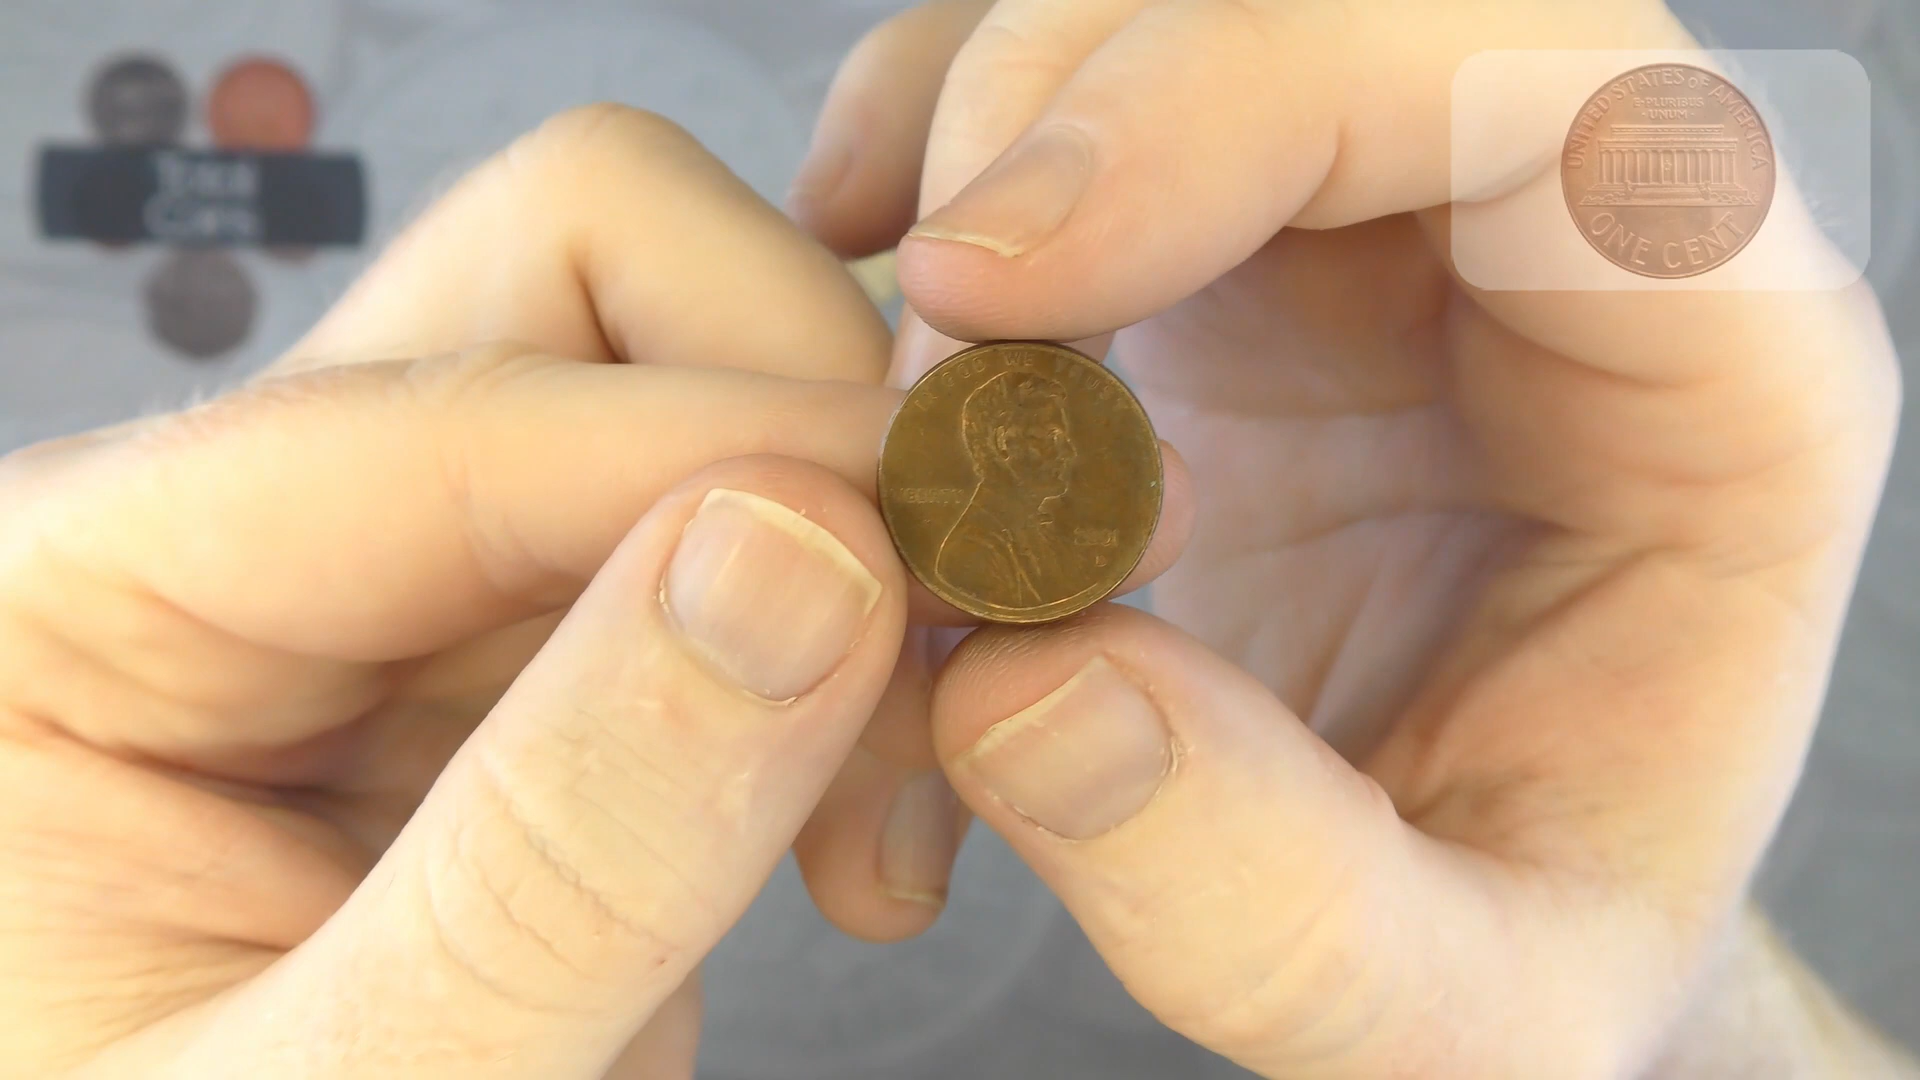 IN GOD WE TRUST
LIBERTY
UNITED STATES OF AMERICA
E·PLURIBUS
·UNUM·
ONE CENT